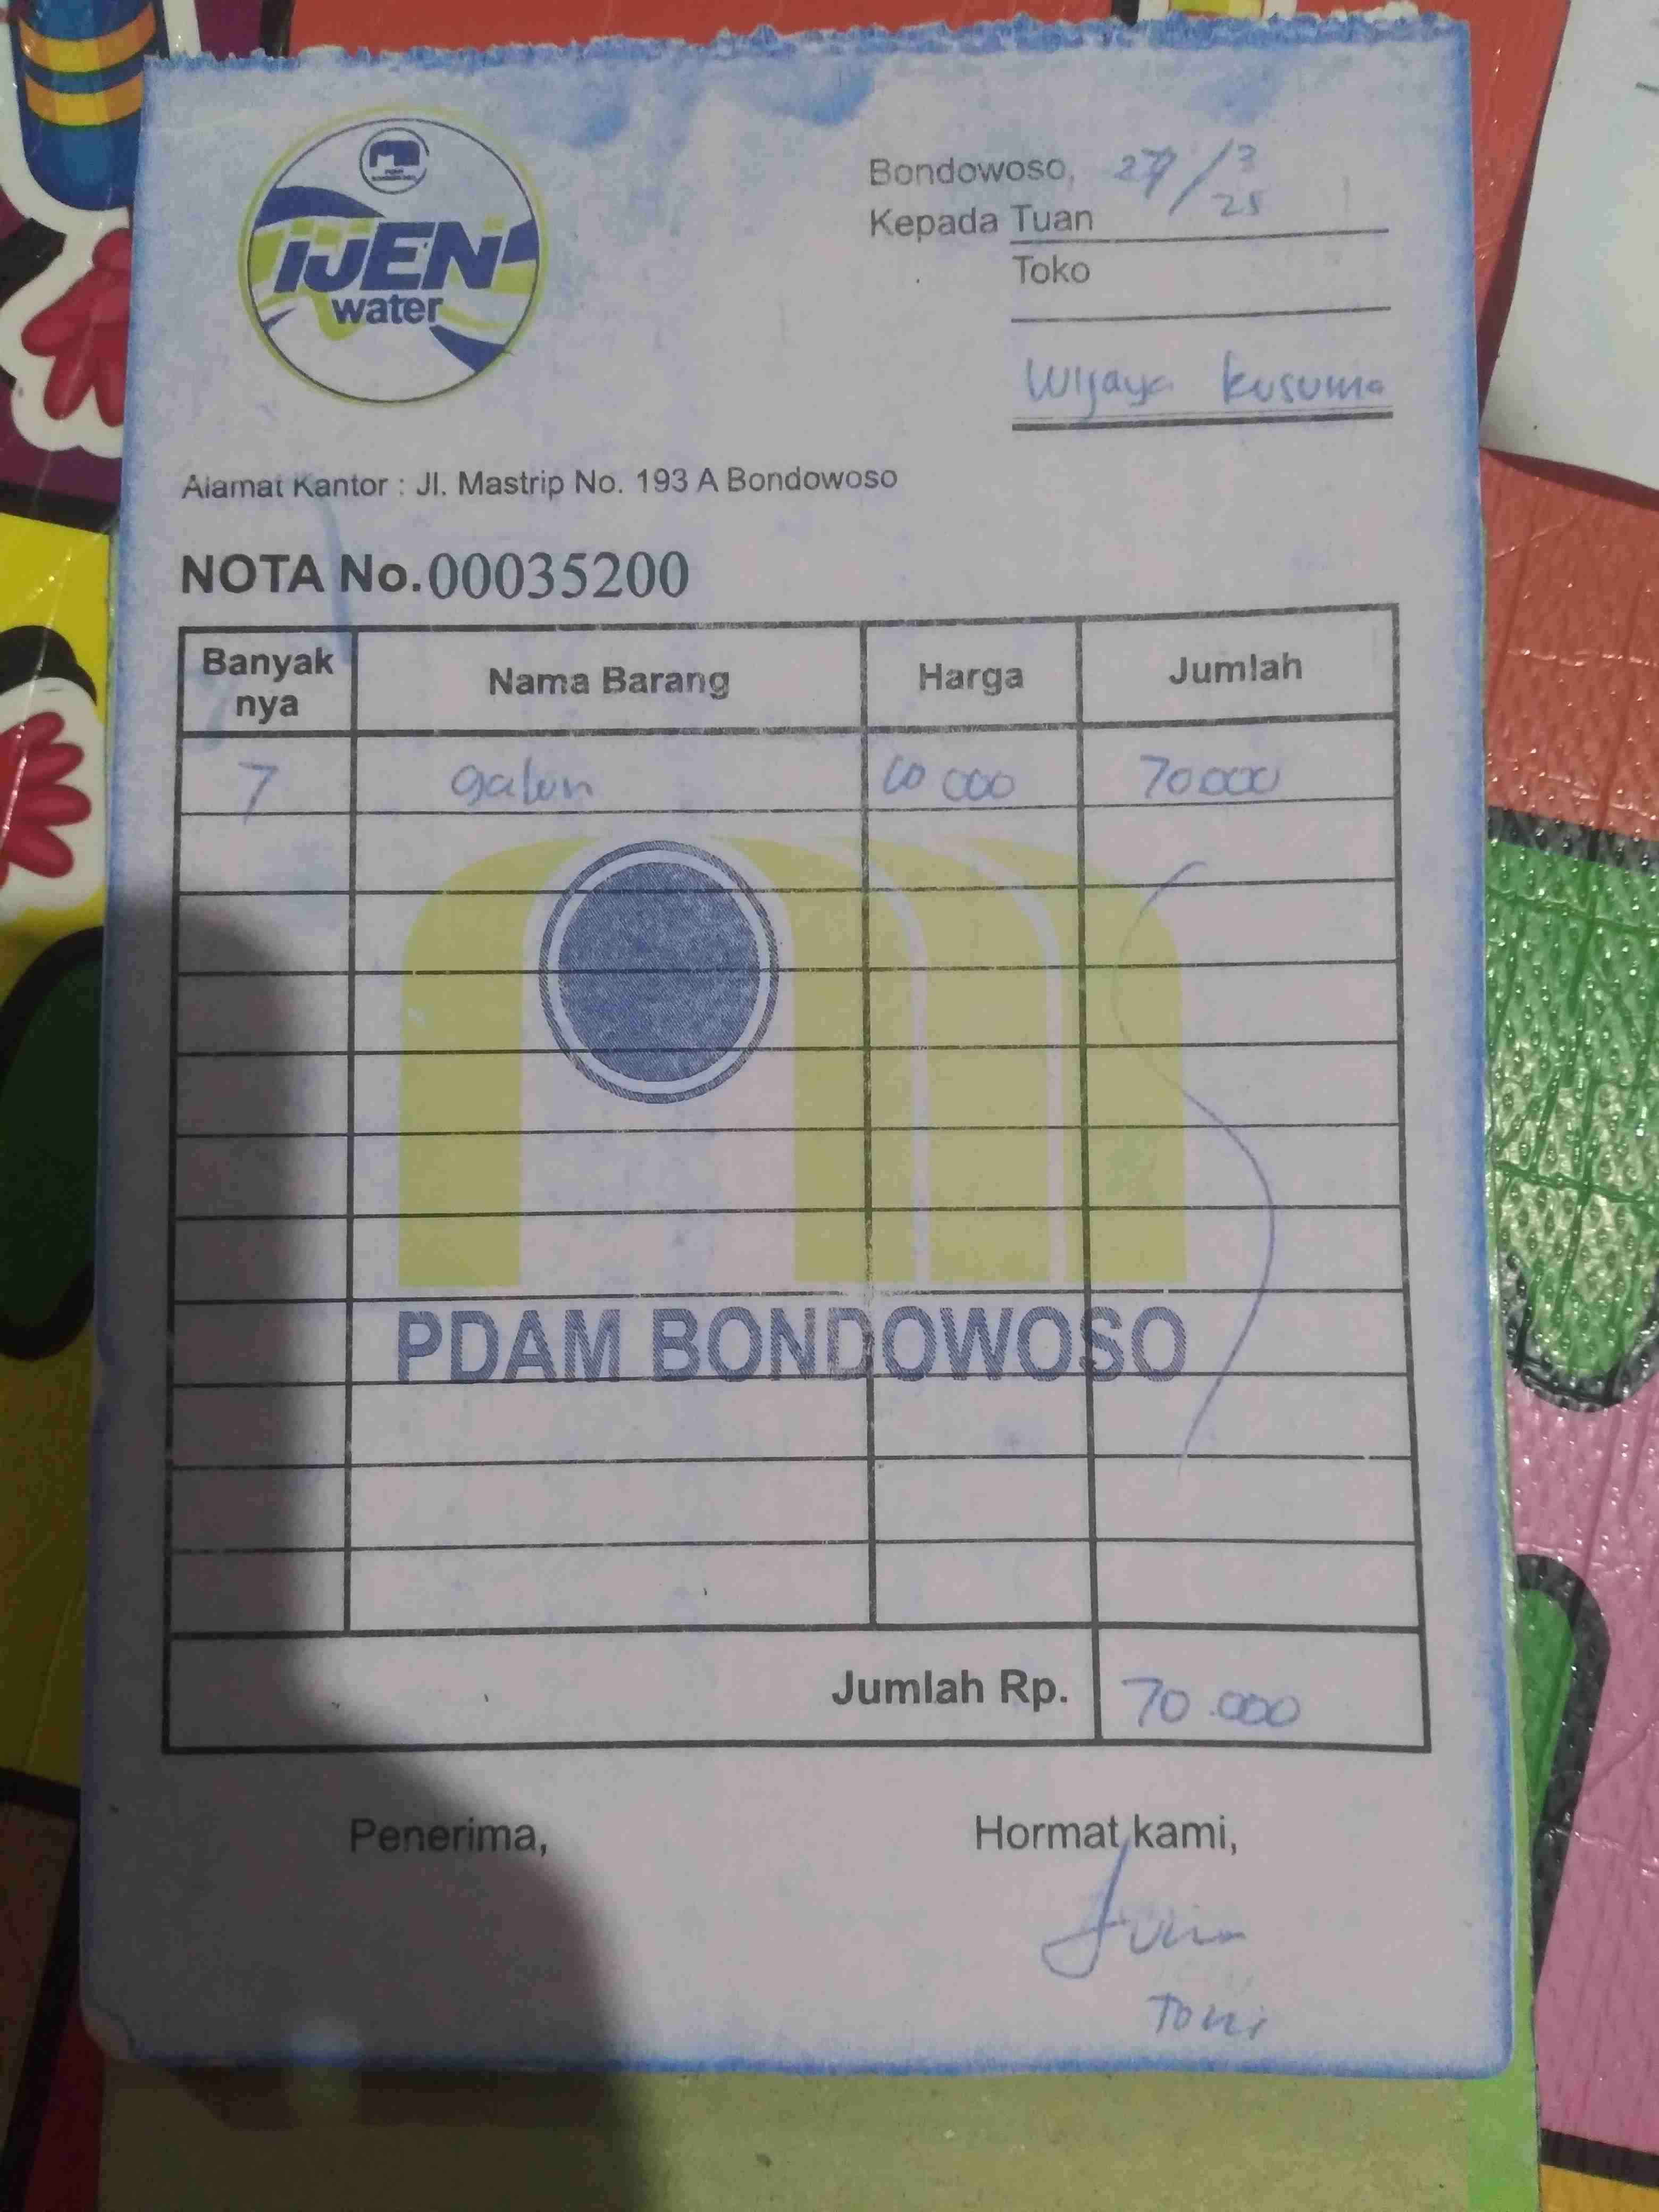 IJEN
water
Bondowoso, 27/3
25
Kepada Tuan
Toko
Wijaya kusuma
Alamat Kantor : Jl. Mastrip No. 193 A Bondowoso
NOTA No. 00035200
Banyak nya Nama Barang Harga Jumlah
7 galon 10 000 70.000
PDAM BONDOWOSO
Jumlah Rp. 70.000
Penerima, Hormat kami,
Toni